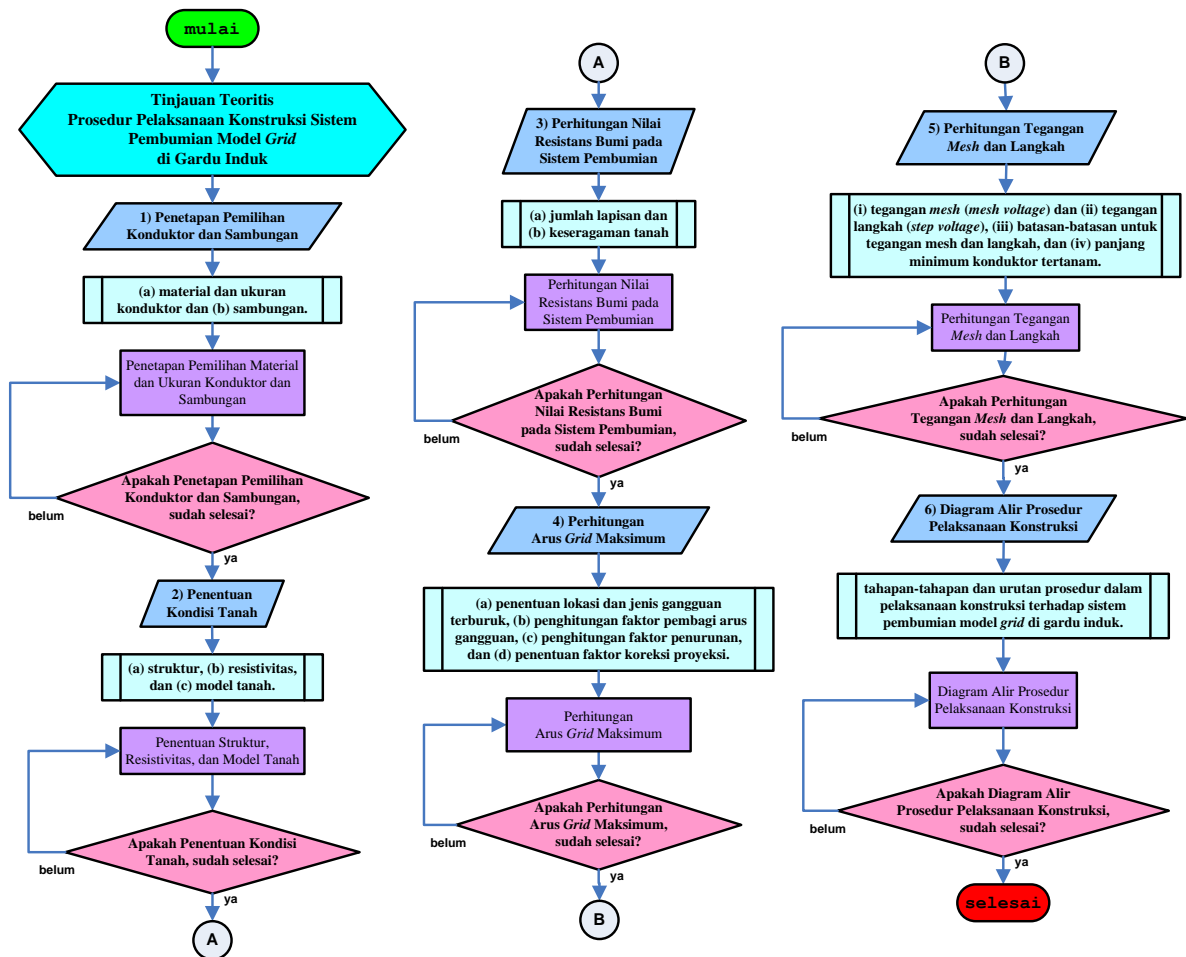 mulai
Tinjauan Teoritis
Prosedur Pelaksanaan Konstruksi Sistem
Pembumian Model Grid
di Gardu Induk
1) Penetapan Pemilihan
Konduktor dan Sambungan
(a) material dan ukuran
konduktor dan (b) sambungan.
Penetapan Pemilihan Material
dan Ukuran Konduktor dan
Sambungan
Apakah Penetapan Pemilihan
Konduktor dan Sambungan,
sudah selesai?
belum
ya
2) Penentuan
Kondisi Tanah
(a) struktur, (b) resistivitas,
dan (c) model tanah.
Penentuan Struktur,
Resistivitas, dan Model Tanah
Apakah Penentuan Kondisi
Tanah, sudah selesai?
belum
ya
A
A
3) Perhitungan Nilai
Resistans Bumi pada
Sistem Pembumian
(a) jumlah lapisan dan
(b) keseragaman tanah
Perhitungan Nilai
Resistans Bumi pada
Sistem Pembumian
Apakah Perhitungan
Nilai Resistans Bumi
pada Sistem Pembumian,
sudah selesai?
belum
ya
4) Perhitungan
Arus Grid Maksimum
(a) penentuan lokasi dan jenis gangguan
terburuk, (b) penghitungan faktor pembagi arus
gangguan, (c) penghitungan faktor penurunan,
dan (d) penentuan faktor koreksi proyeksi.
Perhitungan
Arus Grid Maksimum
Apakah Perhitungan
Arus Grid Maksimum,
sudah selesai?
belum
ya
B
B
5) Perhitungan Tegangan
Mesh dan Langkah
(i) tegangan mesh (mesh voltage) dan (ii) tegangan
langkah (step voltage), (iii) batasan-batasan untuk
tegangan mesh dan langkah, dan (iv) panjang
minimum konduktor tertanam.
Perhitungan Tegangan
Mesh dan Langkah
Apakah Perhitungan
Tegangan Mesh dan Langkah,
sudah selesai?
belum
ya
6) Diagram Alir Prosedur
Pelaksanaan Konstruksi
tahapan-tahapan dan urutan prosedur dalam
pelaksanaan konstruksi terhadap sistem
pembumian model grid di gardu induk.
Diagram Alir Prosedur
Pelaksanaan Konstruksi
Apakah Diagram Alir
Prosedur Pelaksanaan Konstruksi,
sudah selesai?
belum
ya
selesai